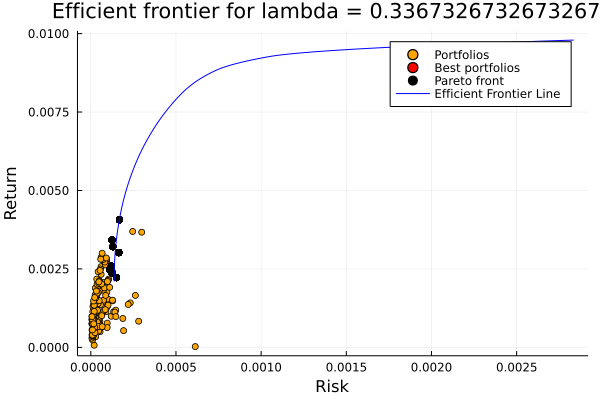 Efficient frontier for lambda = 0.3367326732673267
0.0100
Portfolios
Best portfolios
Pareto front
Efficient Frontier Line
0.0075
Return
0.0050
0.0025
0.0000
0.0000 0.0005 0.0010 0.0015 0.0020 0.0025
Risk